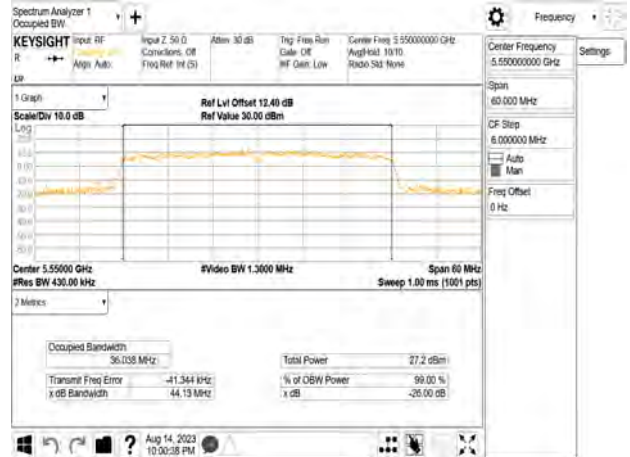 Spectrum Analyzer 1
Occupied BW
Frequency
Settings
KEYSIGHT
Input: RF
Align: Auto
Input Z: 50 Ω
Corrections: Off
Freq Ref: Int (S)
Atten: 30 dB
Trig: Free Run
Gate: Off
#IF Gain: Low
Center Freq: 5.550000000 GHz
Avg|Hold: 10/10
Radio Std: None
Center Frequency
5.550000000 GHz
Span
60.000 MHz
CF Step
6.000000 MHz
Auto
Man
Freq Offset
0 Hz
1 Graph
Scale/Div 10.0 dB
Ref Lvl Offset 12.40 dB
Ref Value 30.00 dBm
Log
Center 5.55000 GHz
#Res BW 430.00 kHz
#Video BW 1.3000 MHz
Span 60 MHz
Sweep 1.00 ms (1001 pts)
2 Metrics
Occupied Bandwidth
36.038 MHz
Total Power 27.2 dBm
Transmit Freq Error -41.344 kHz
% of OBW Power 99.00 %
x dB Bandwidth 44.13 MHz
x dB -26.00 dB
?
Aug 14, 2023
10:00:38 PM